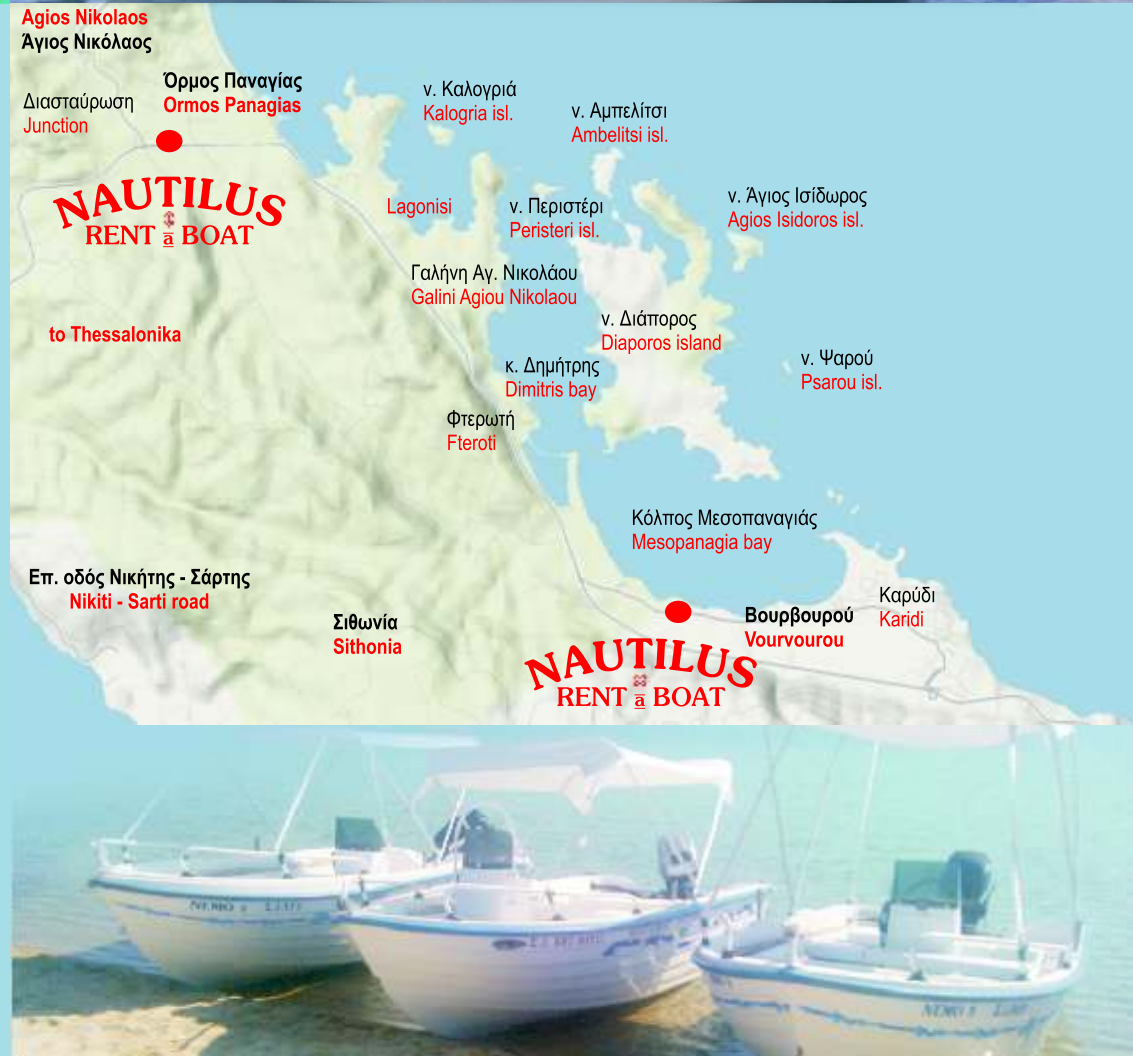 Agios Nikolaos
Άγιος Νικόλαος
Όρμος Παναγίας
Ormos Panagias
Διασταύρωση
Junction
ν. Καλογριά
Kalogria isl.
ν. Αμπελίτσι
Ambelitsi isl.
NAUTILUS
RENT a BOAT
Lagonisi
ν. Περιστέρι
Peristeri isl.
ν. Άγιος Ισίδωρος
Agios Isidoros isl.
Γαλήνη Αγ. Νικολάου
Galini Agiou Nikolaou
to Thessalonika
ν. Διάπορος
Diaporos island
κ. Δημήτρης
Dimitris bay
ν. Ψαρού
Psarou isl.
Φτερωτή
Fteroti
Κόλπος Μεσοπαναγιάς
Mesopanagia bay
Επ. οδός Νικήτης - Σάρτης
Nikiti - Sarti road
Σιθωνία
Sithonia
Βουρβουρού
Vourvourou
Καρύδι
Karidi
NAUTILUS
RENT a BOAT